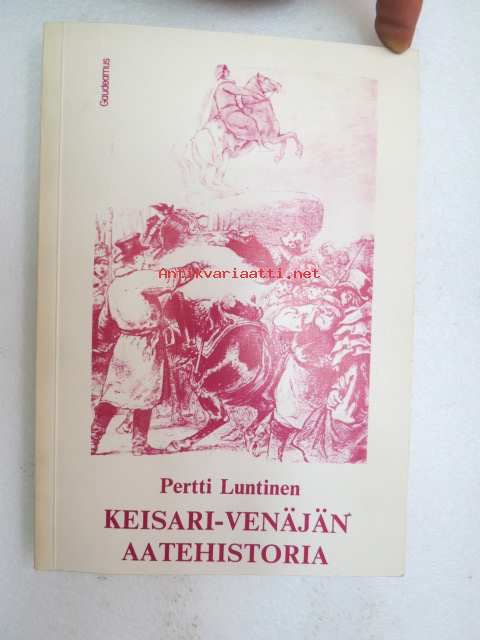 Gaudeamus
Antikvariaatti.net
Pertti Luntinen
KEISARI-VENÄJÄN
AATEHISTORIA